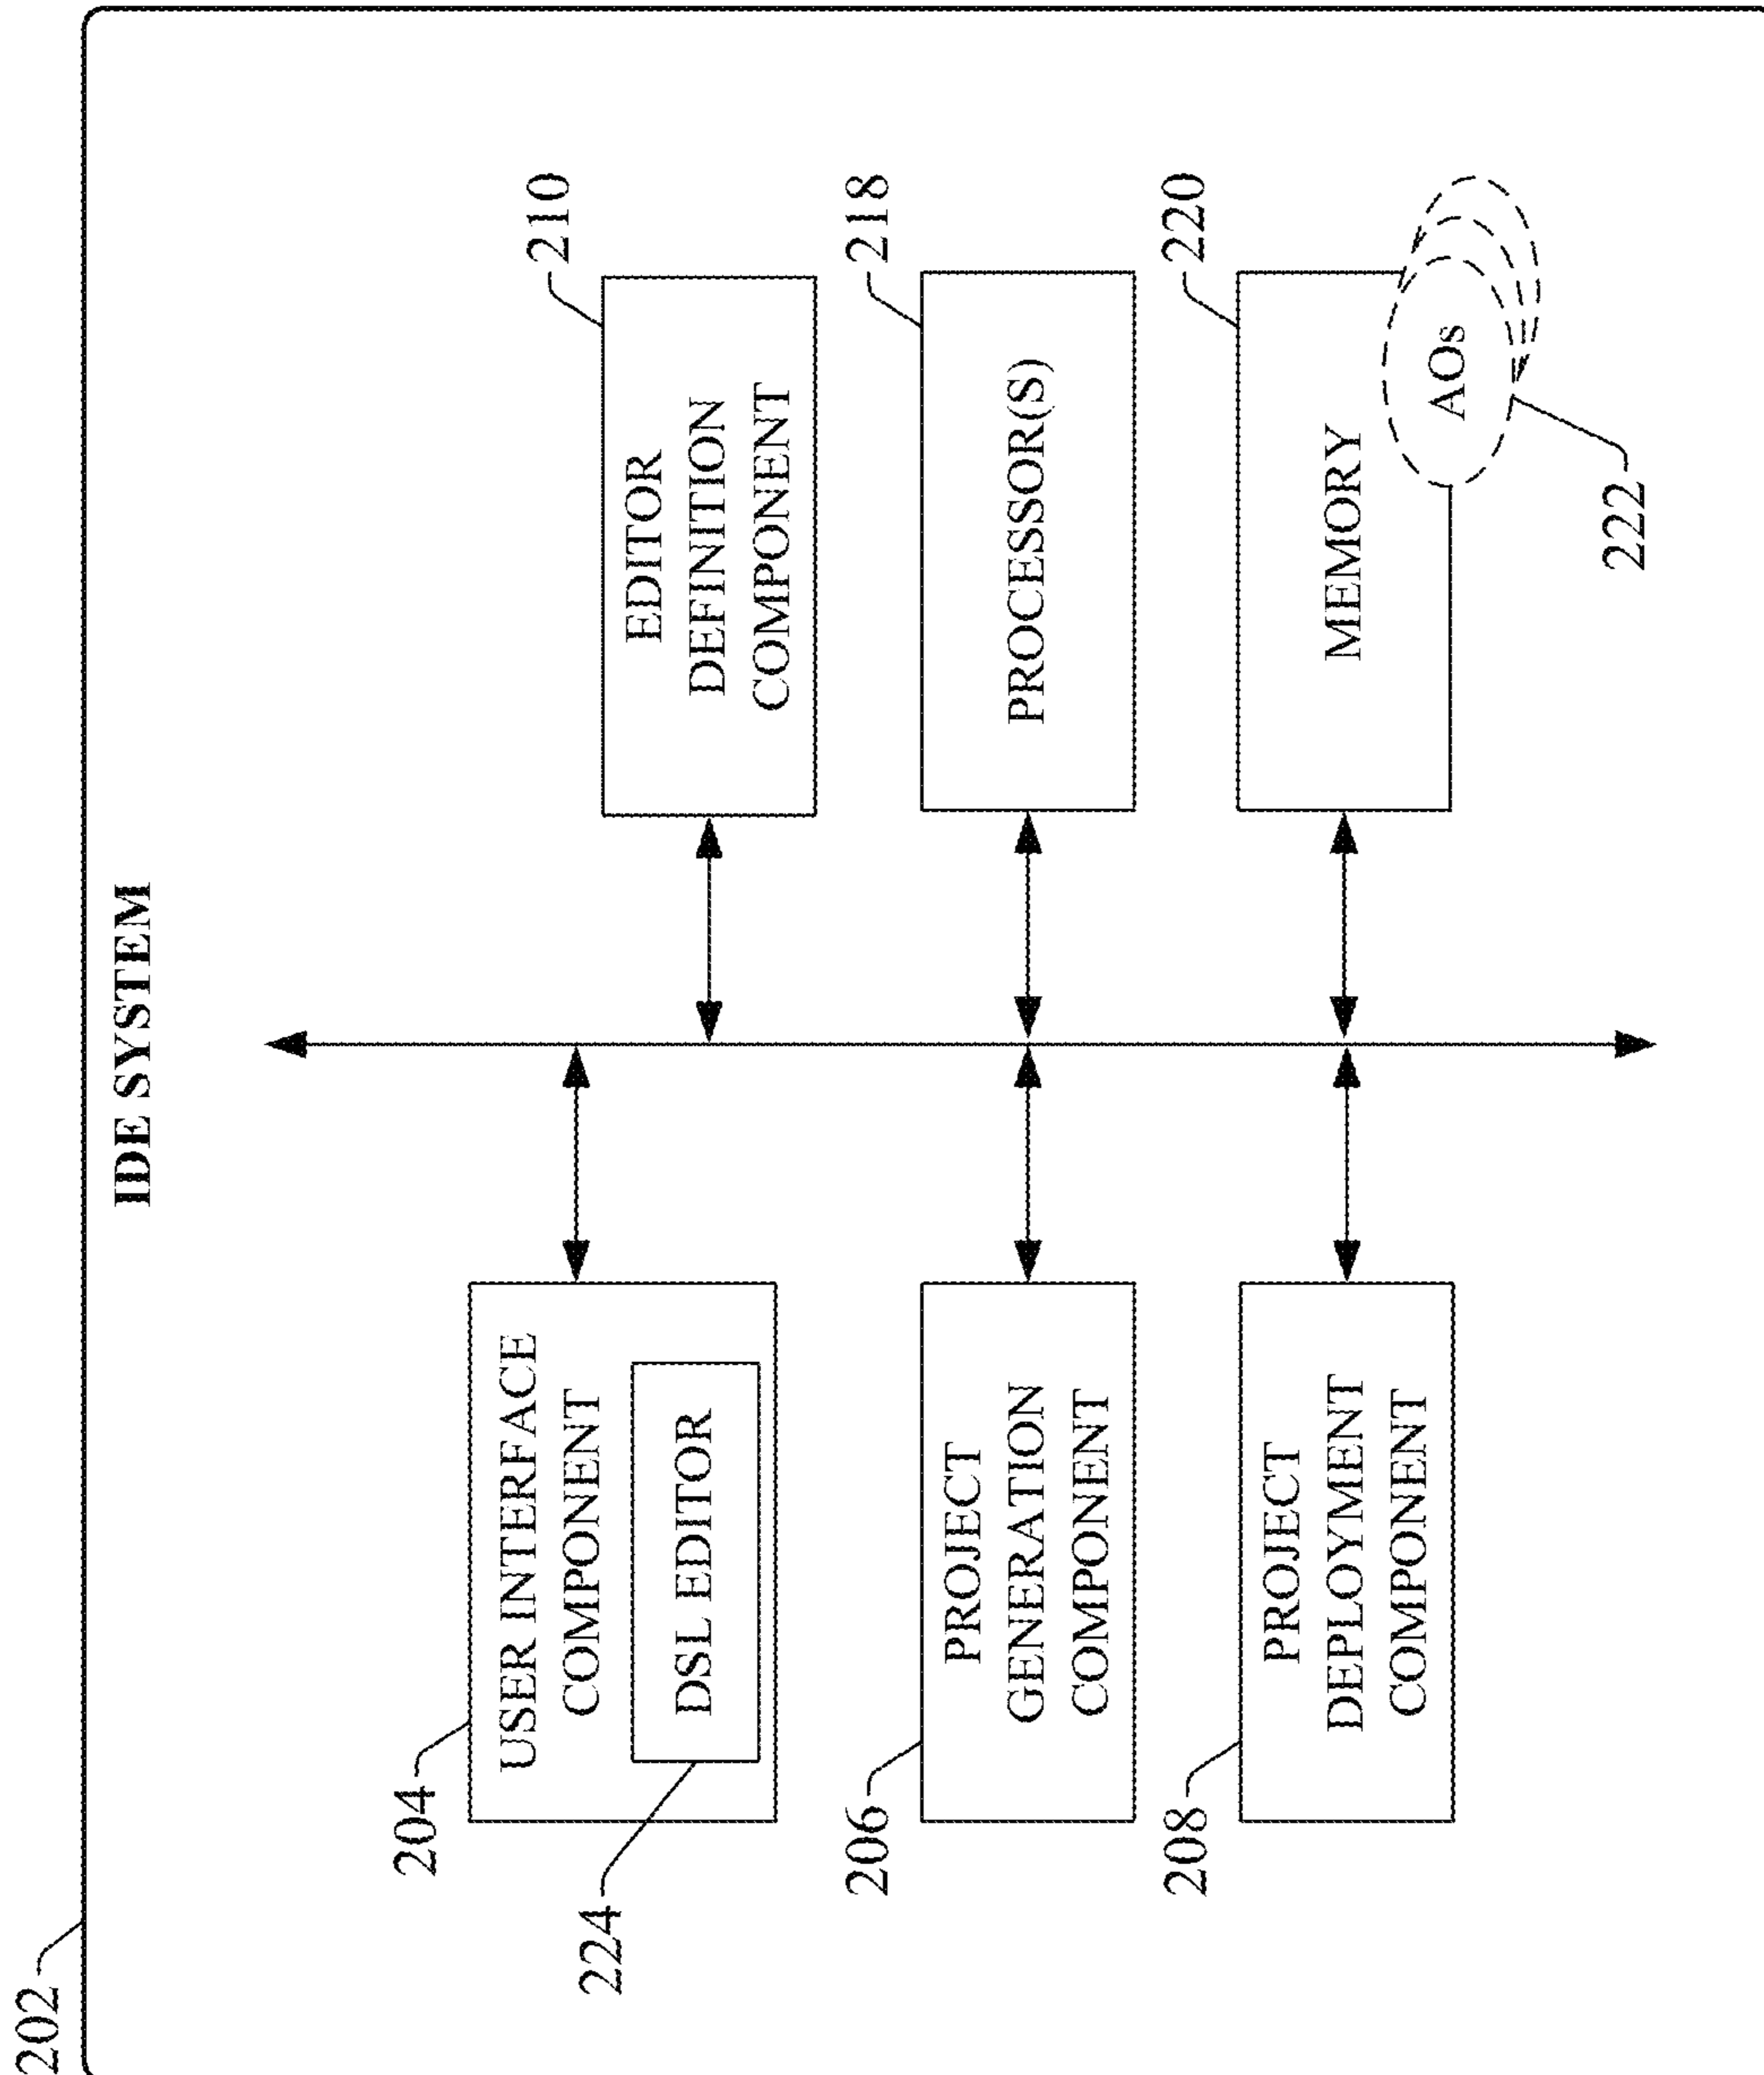 202
IDE SYSTEM
204
USER INTERFACE
COMPONENT
224
DSL EDITOR
210
EDITOR
DEFINITION
COMPONENT
206
PROJECT
GENERATION
COMPONENT
218
PROCESSOR(S)
208
PROJECT
DEPLOYMENT
COMPONENT
220
MEMORY
AOs
222